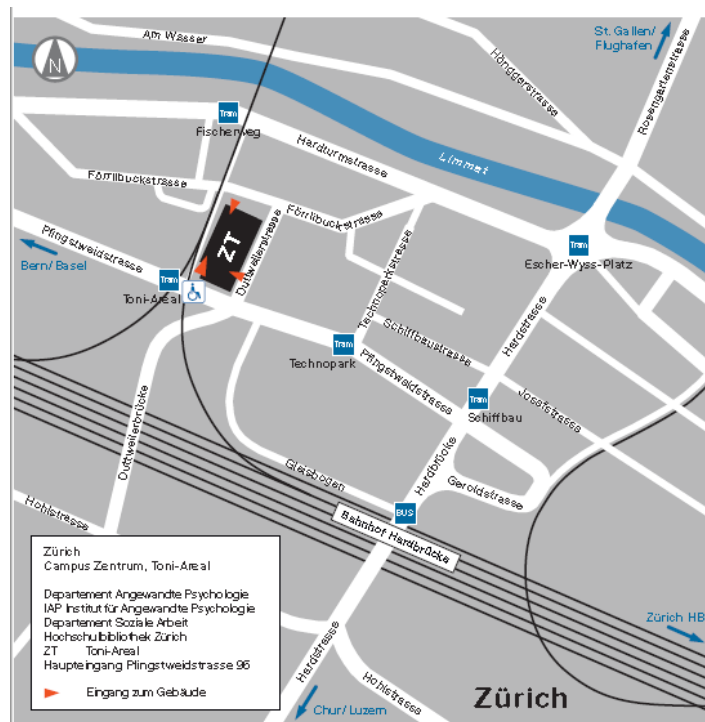 St. Gallen/
Flughafen
Am Wasser
N
Hönggerstrasse
Rosengartenstrasse
Tram
Fischerweg
Hardturmstrasse
Limmat
Förrlibuckstrasse
Förrlibuckstrasse
ZT
Pfingstweidstrasse
Duttweilerstrasse
Tram
Escher-Wyss-Platz
Bern/Basel
Tram
Toni-Areal
Technoparkstrasse
Hardstrasse
Schiffbaustrasse
Tram
Technopark
Pfingstweidstrasse
Josefstrasse
Tram
Schiffbau
Duttweilerbrücke
Hardbrücke
Gleisbogen
Geroldstrasse
Hohlstrasse
BUS
Bahnhof Hardbrücke
Zürich
Campus Zentrum, Toni-Areal
Departement Angewandte Psychologie
IAP Institut für Angewandte Psychologie
Departement Soziale Arbeit
Hochschulbibliothek Zürich
ZT Toni-Areal
Haupteingang Pfingstweidstrasse 96
Eingang zum Gebäude
Zürich HB
Hardstrasse
Hohlstrasse
Chur/Luzern
Zürich